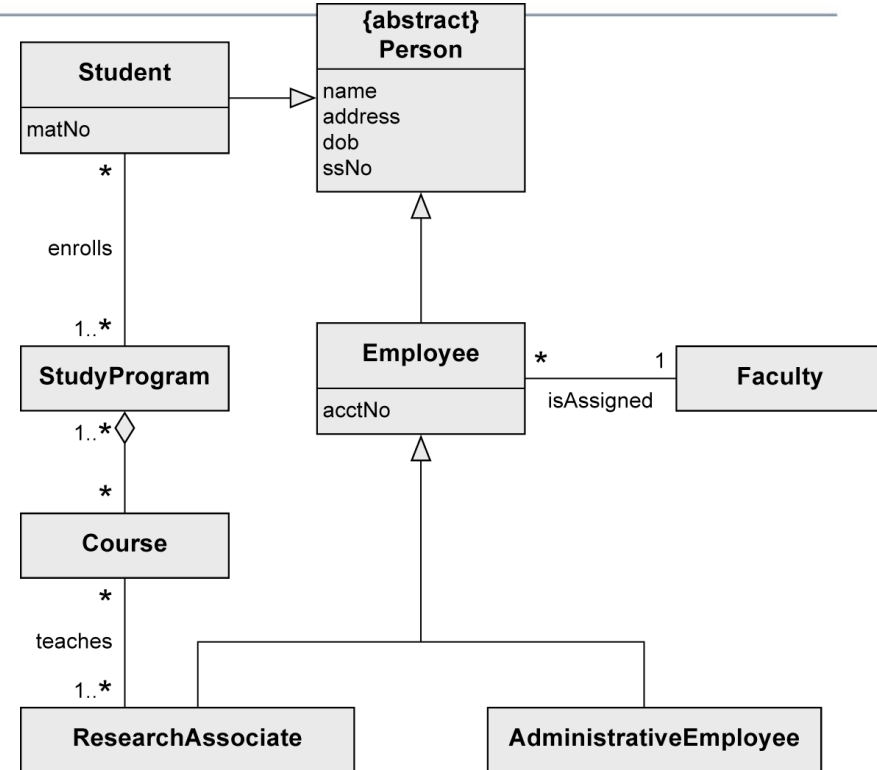 {abstract}
Person
name
address
dob
ssNo
Student
matNo
*
enrolls
1..*
StudyProgram
1..*
*
Course
*
teaches
1..*
ResearchAssociate
Employee
acctNo
*
1
isAssigned
Faculty
AdministrativeEmployee